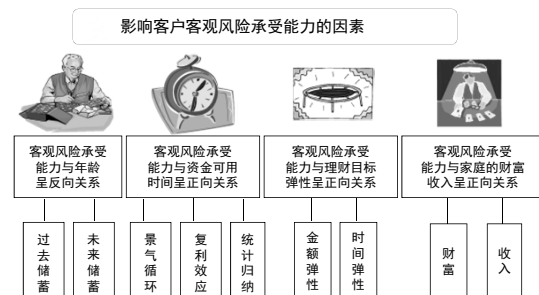 影响客户客观风险承受能力的因素
客观风险承受
能力与年龄
呈反向关系
客观风险承受
能力与资金可用
时间呈正向关系
客观风险承受
能力与理财目标
弹性呈正向关系
客观风险承受
能力与家庭的财富
收入呈正向关系
过去储蓄
未来储蓄
景气循环
复利效应
统计归纳
金额弹性
时间弹性
财富
收入